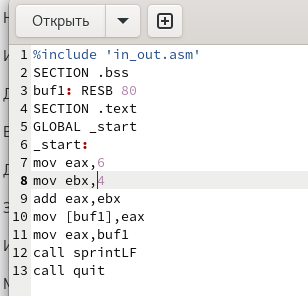 Открыть
1 %include 'in_out.asm'
2 SECTION .bss
3 buf1: RESB 80
4 SECTION .text
5 GLOBAL _start
6 _start:
7 mov eax,6
8 mov ebx,4
9 add eax,ebx
10 mov [buf1],eax
11 mov eax,buf1
12 call sprintLF
13 call quit